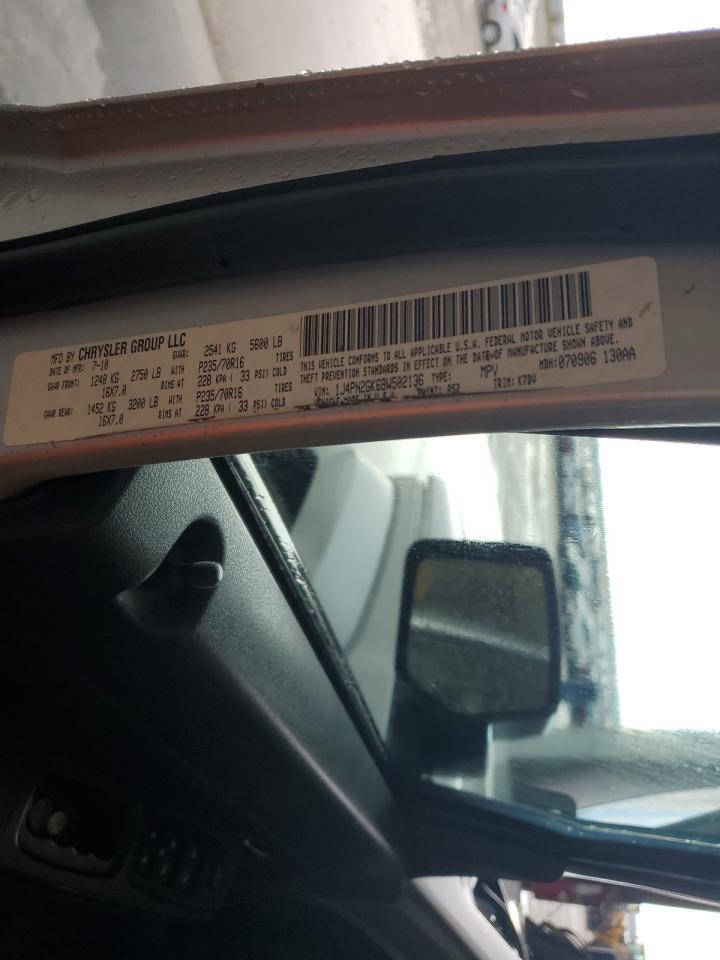 MFD BY CHRYSLER GROUP LLC
DATE OF MFR: 7-10 GVWR: 2541 KG 5600 LB
GAWR FRONT: 1248 KG 2750 LB WITH P235/70R16 TIRES
16X7.0 RIMS AT 228 KPA ( 33 PSI) COLD
GAWR REAR: 1452 KG 3200 LB WITH P235/70R16 TIRES
16X7.0 RIMS AT 228 KPA ( 33 PSI) COLD
THIS VEHICLE CONFORMS TO ALL APPLICABLE U.S.A. FEDERAL MOTOR VEHICLE SAFETY AND
THEFT PREVENTION STANDARDS IN EFFECT ON THE DATE OF MANUFACTURE SHOWN ABOVE.
VIN: 1J4PN2GK6BW502136 TYPE: MPV MDH: 070906 130AA
VEHICLE MADE IN U.S.A. PAINT: PS2 TRIM: K7DV